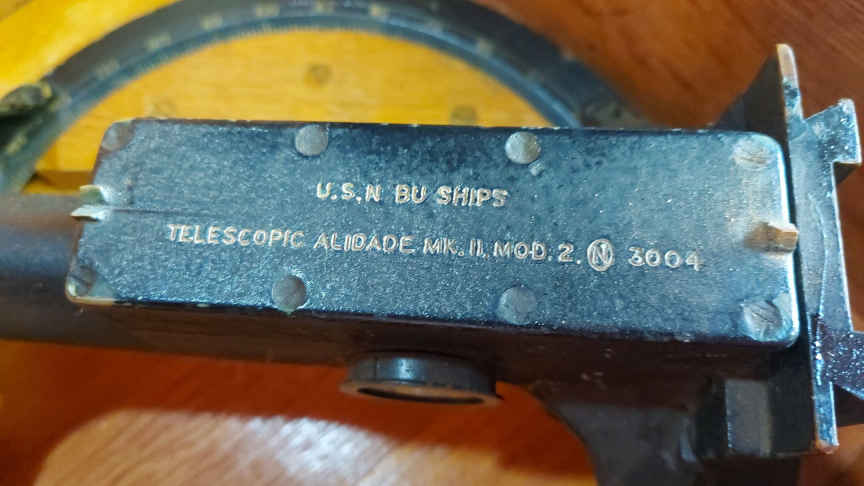 U.S.N BU SHIPS
TELESCOPIC ALIDADE MK. II, MOD. 2. Ⓝ 3004